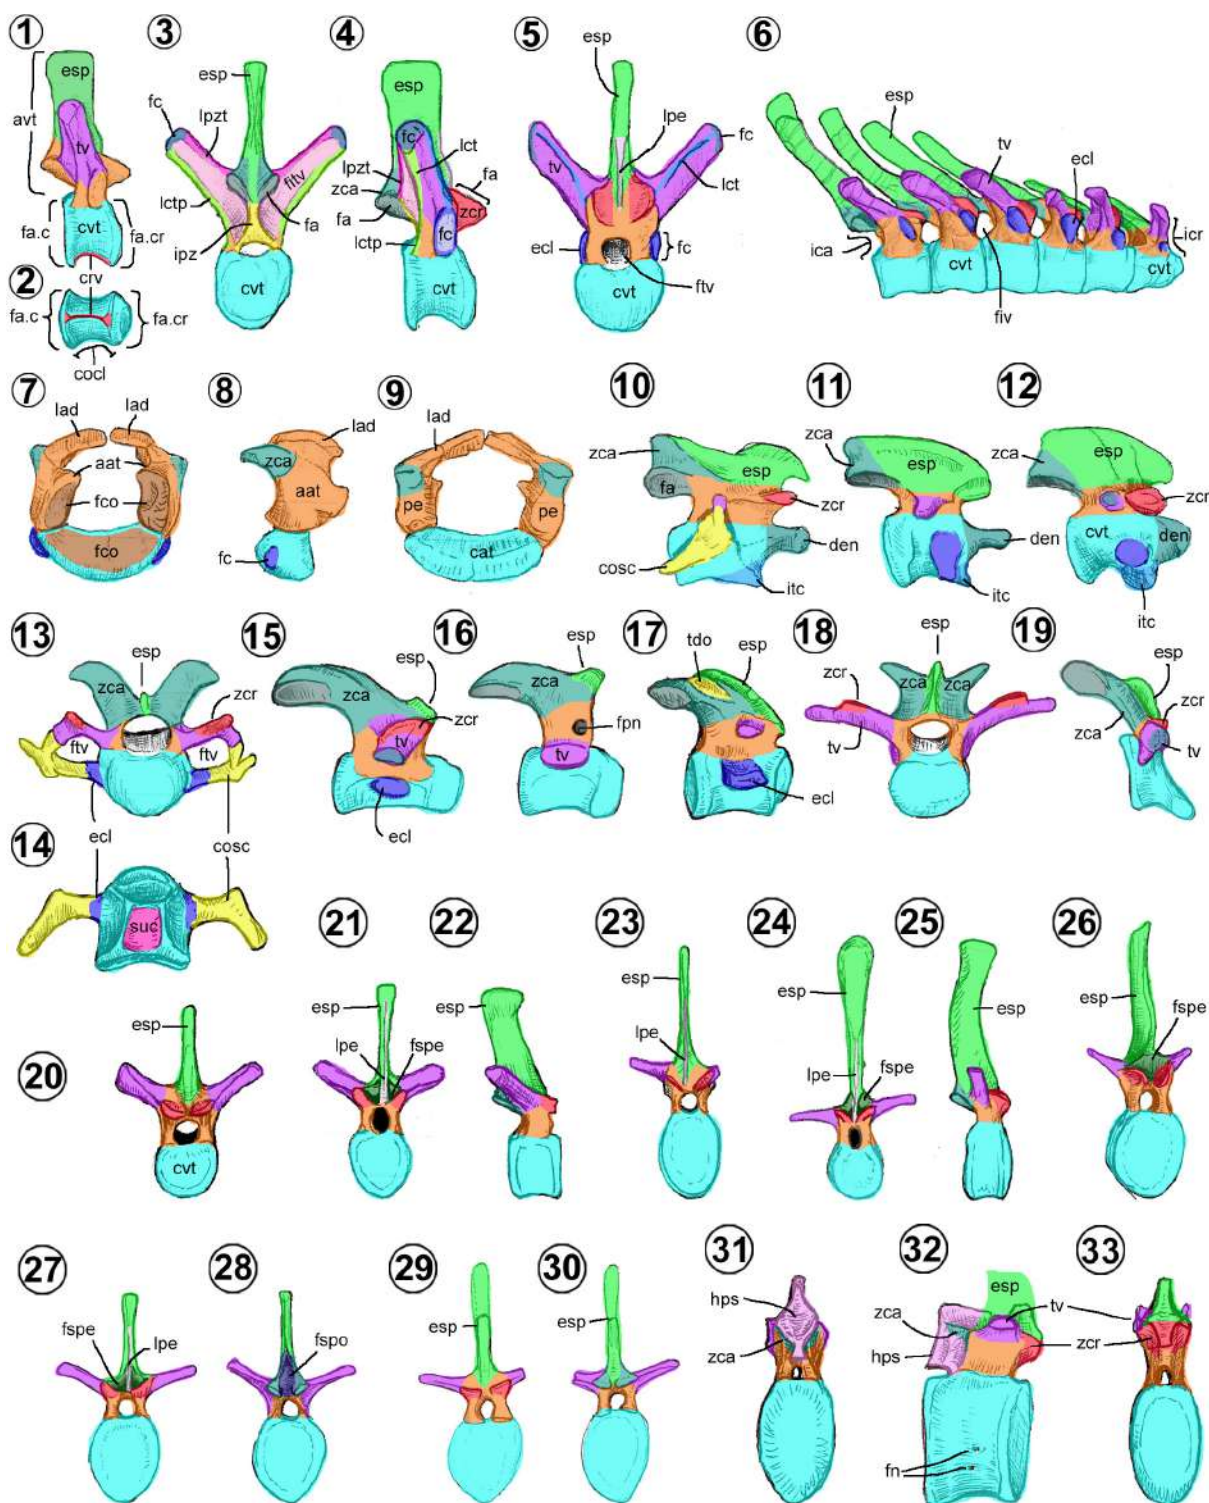 1 3 4 5 6
esp
avt
tv
cvt
fa.c
fa.cr
crv
2
fa.c
fa.cr
cocl
fc
esp
lpzt
fitv
lctp
fa
ipz
cvt
esp
fc
lct
lpzt
zca
fa
fa
zcr
fc
lctp
cvt
esp
lpe
tv
fc
lct
ecl
fc
cvt
ftv
esp
tv
ecl
ica
icr
cvt
cvt
fiv
7 8 9 10 11 12
lad
lad
aat
fco
fco
lad
zca
aat
fc
lad
pe
pe
cat
zca
esp
fa
zcr
den
cosc
itc
zca
esp
den
itc
zca
esp
zcr
cvt
den
itc
13 15 16 17 18 19
esp
zca
zcr
ftv
ftv
ecl
cosc
14
suc
esp
zca
zcr
tv
ecl
esp
zca
fpn
tv
tdo
esp
ecl
esp
zcr
zca
zca
tv
esp
zcr
zca
tv
20 21 22 23 24 25 26
esp
cvt
esp
lpe
fspe
esp
esp
lpe
esp
lpe
fspe
esp
esp
fspe
27 28 29 30 31 32 33
fspe
lpe
fspo
esp
esp
hps
zca
esp
zca
tv
hps
zcr
fn